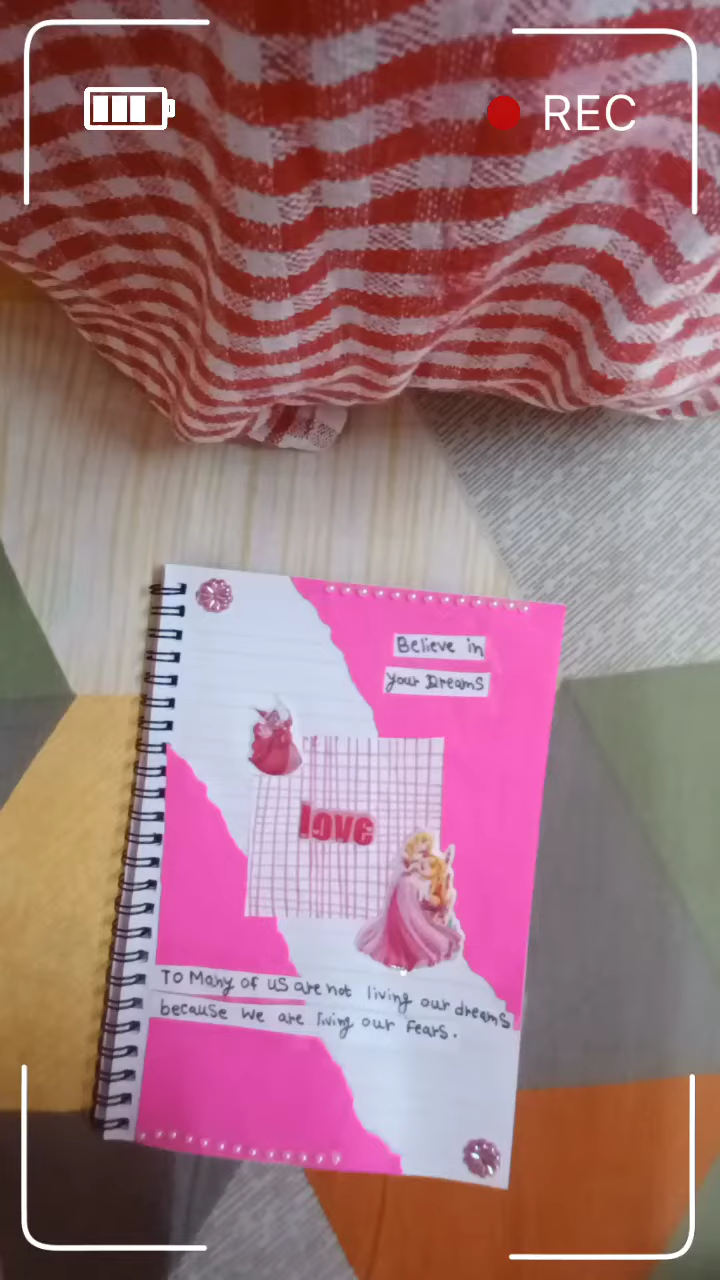 REC
Believe in
your Dreams
love
TO Many of us are not living our dreams
because we are living our Fears.